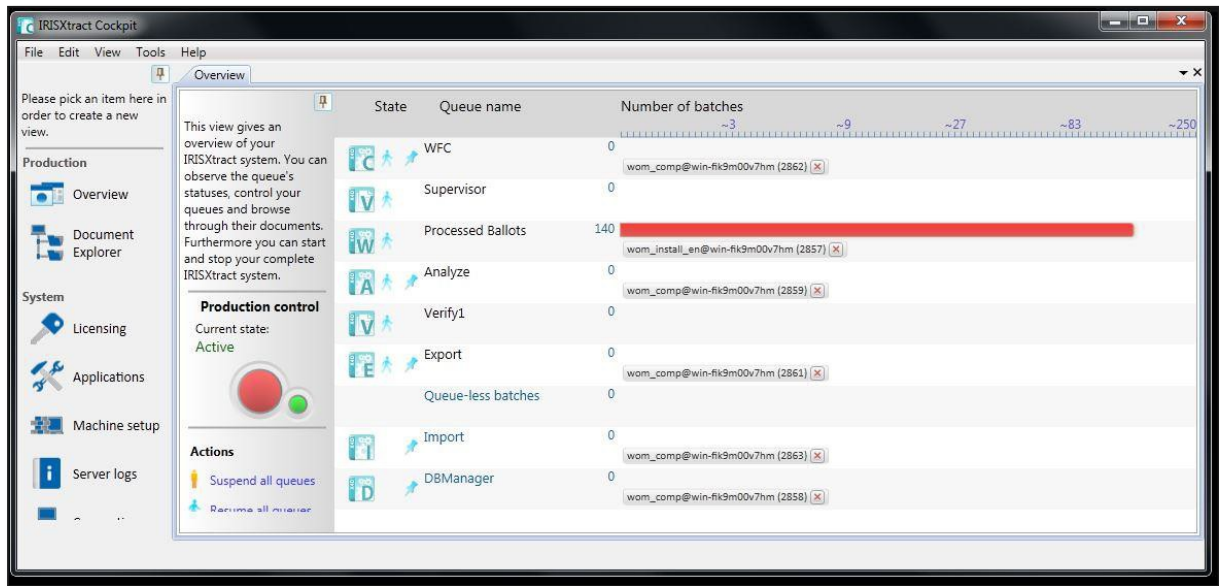 IRISXtract Cockpit
File Edit View Tools Help
Please pick an item here in
order to create a new
view.
Production
Overview
Document
Explorer
System
Licensing
Applications
Machine setup
Server logs
Overview
This view gives an
overview of your
IRISXtract system. You can
observe the queue's
statuses, control your
queues and browse
through their documents.
Furthermore you can start
and stop your complete
IRISXtract system.
Production control
Current state:
Active
Actions
Suspend all queues
Resume all queues
State Queue name Number of batches
~3 ~9 ~27 ~83 ~250
C WFC 0
wom_comp@win-fik9m00v7hm (2862)
V Supervisor 0
W Processed Ballots 140
wom_install_en@win-fik9m00v7hm (2857)
A Analyze 0
wom_comp@win-fik9m00v7hm (2859)
V Verify1 0
E Export 0
wom_comp@win-fik9m00v7hm (2861)
Queue-less batches 0
I Import 0
wom_comp@win-fik9m00v7hm (2863)
D DBManager 0
wom_comp@win-fik9m00v7hm (2858)